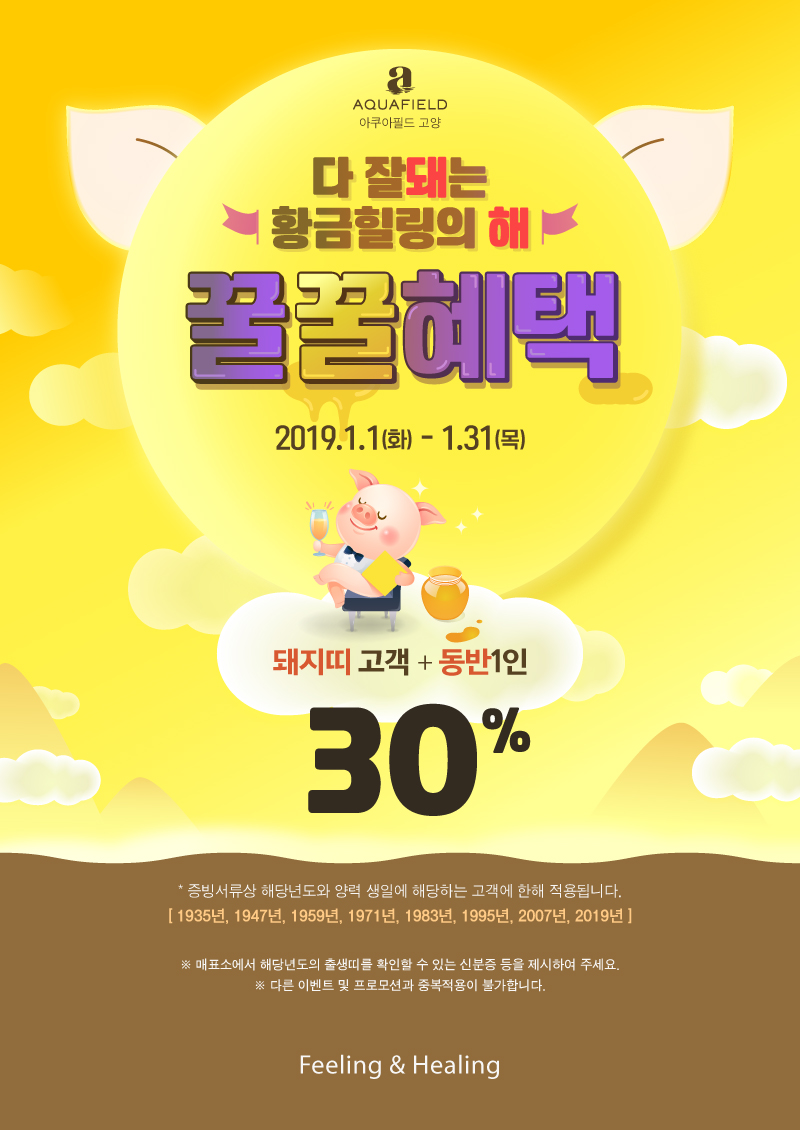 a
AQUAFIELD
아쿠아필드 고양
다 잘돼는
황금힐링의 해
꿀꿀혜택
2019.1.1(화) - 1.31(목)
돼지띠 고객 + 동반1인
30%
* 증빙서류상 해당년도와 양력 생일에 해당하는 고객에 한해 적용됩니다.
[ 1935년, 1947년, 1959년, 1971년, 1983년, 1995년, 2007년, 2019년 ]
※ 매표소에서 해당년도의 출생띠를 확인할 수 있는 신분증 등을 제시하여 주세요.
※ 다른 이벤트 및 프로모션과 중복적용이 불가합니다.
Feeling & Healing